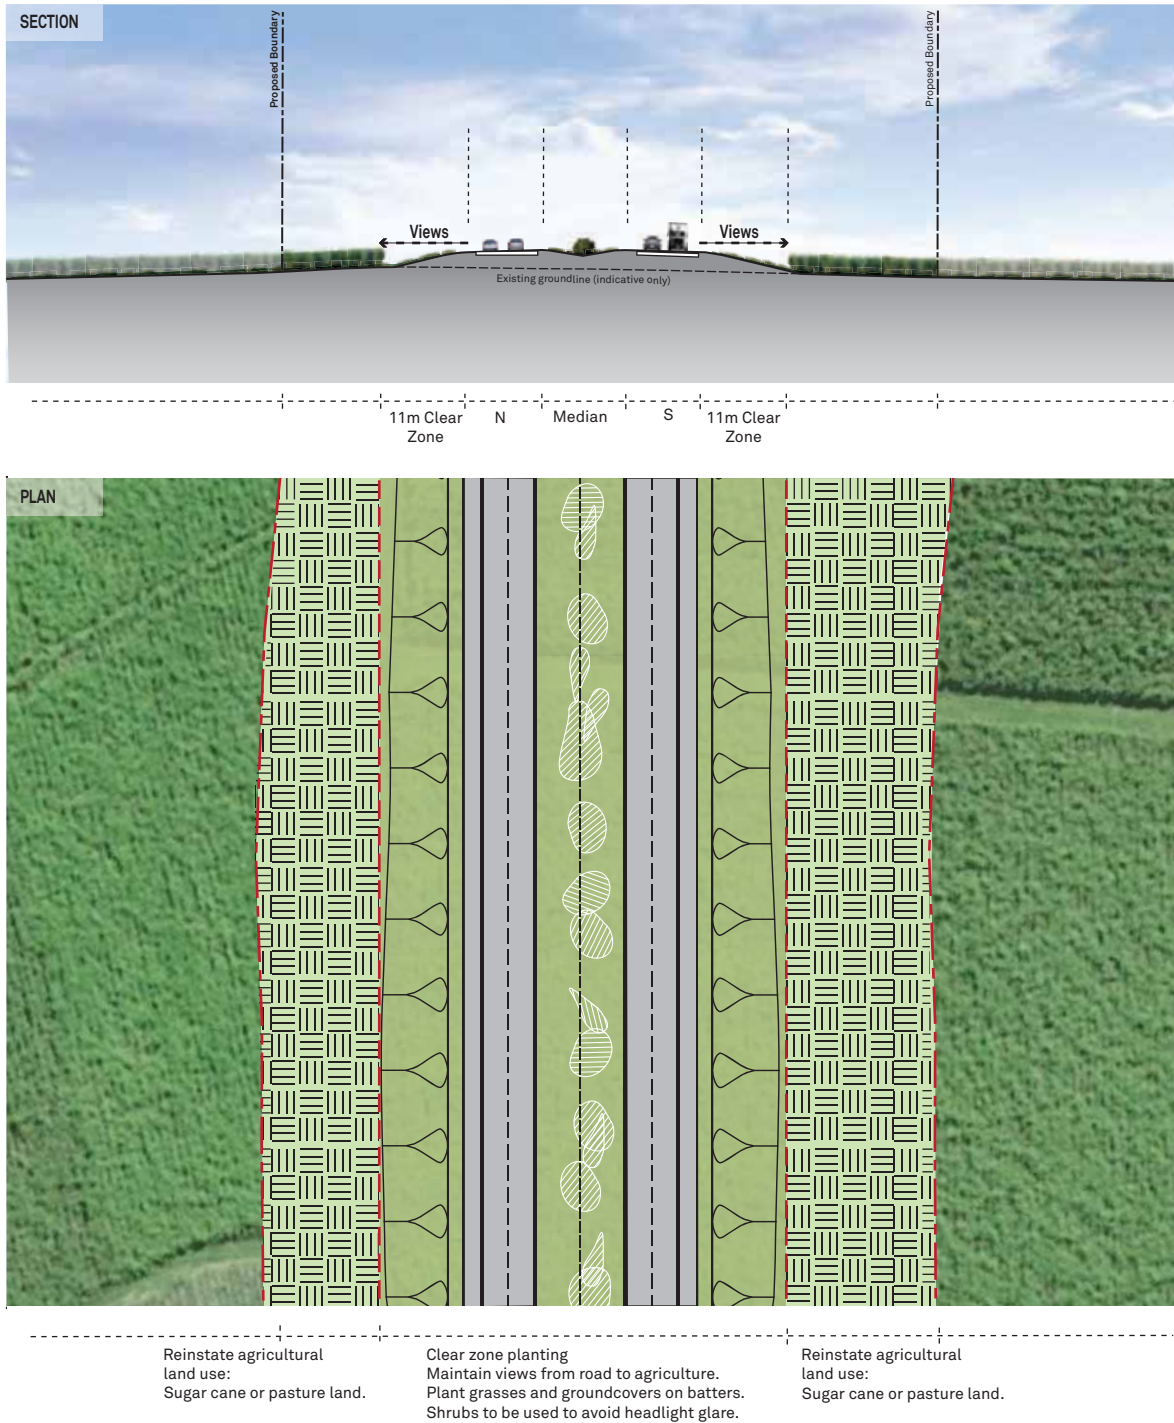 SECTION
Proposed Boundary
Proposed Boundary
Views
Views
Existing groundline (indicative only)
11m Clear
Zone
N
Median
S
11m Clear
Zone
PLAN
Reinstate agricultural
land use:
Sugar cane or pasture land.
Clear zone planting
Maintain views from road to agriculture.
Plant grasses and groundcovers on batters.
Shrubs to be used to avoid headlight glare.
Reinstate agricultural
land use:
Sugar cane or pasture land.